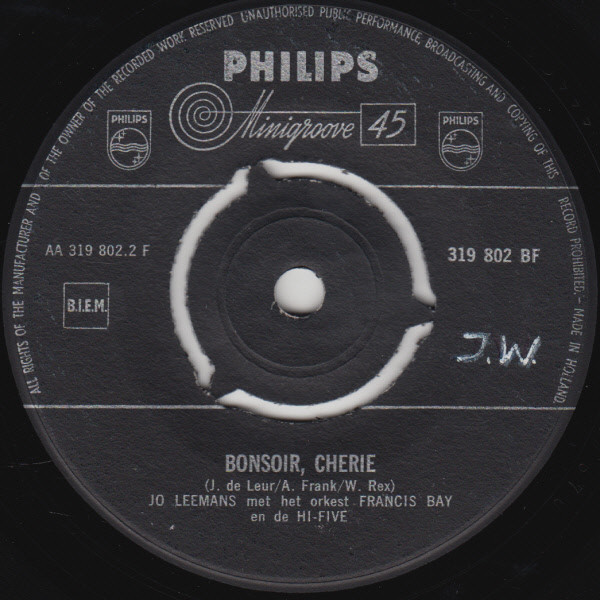 ALL RIGHTS OF THE MANUFACTURER AND OF THE OWNER OF THE RECORDED WORK RESERVED UNAUTHORISED PUBLIC PERFORMANCE, BROADCASTING AND COPYING OF THIS RECORD PROHIBITED. - MADE IN HOLLAND
PHILIPS
Minigroove 45
PHILIPS
PHILIPS
AA 319 802.2 F
319 802 BF
B.I.E.M.
J.W.
BONSOIR, CHERIE
(J. de Leur/A. Frank/W. Rex)
JO LEEMANS met het orkest FRANCIS BAY
en de HI-FIVE